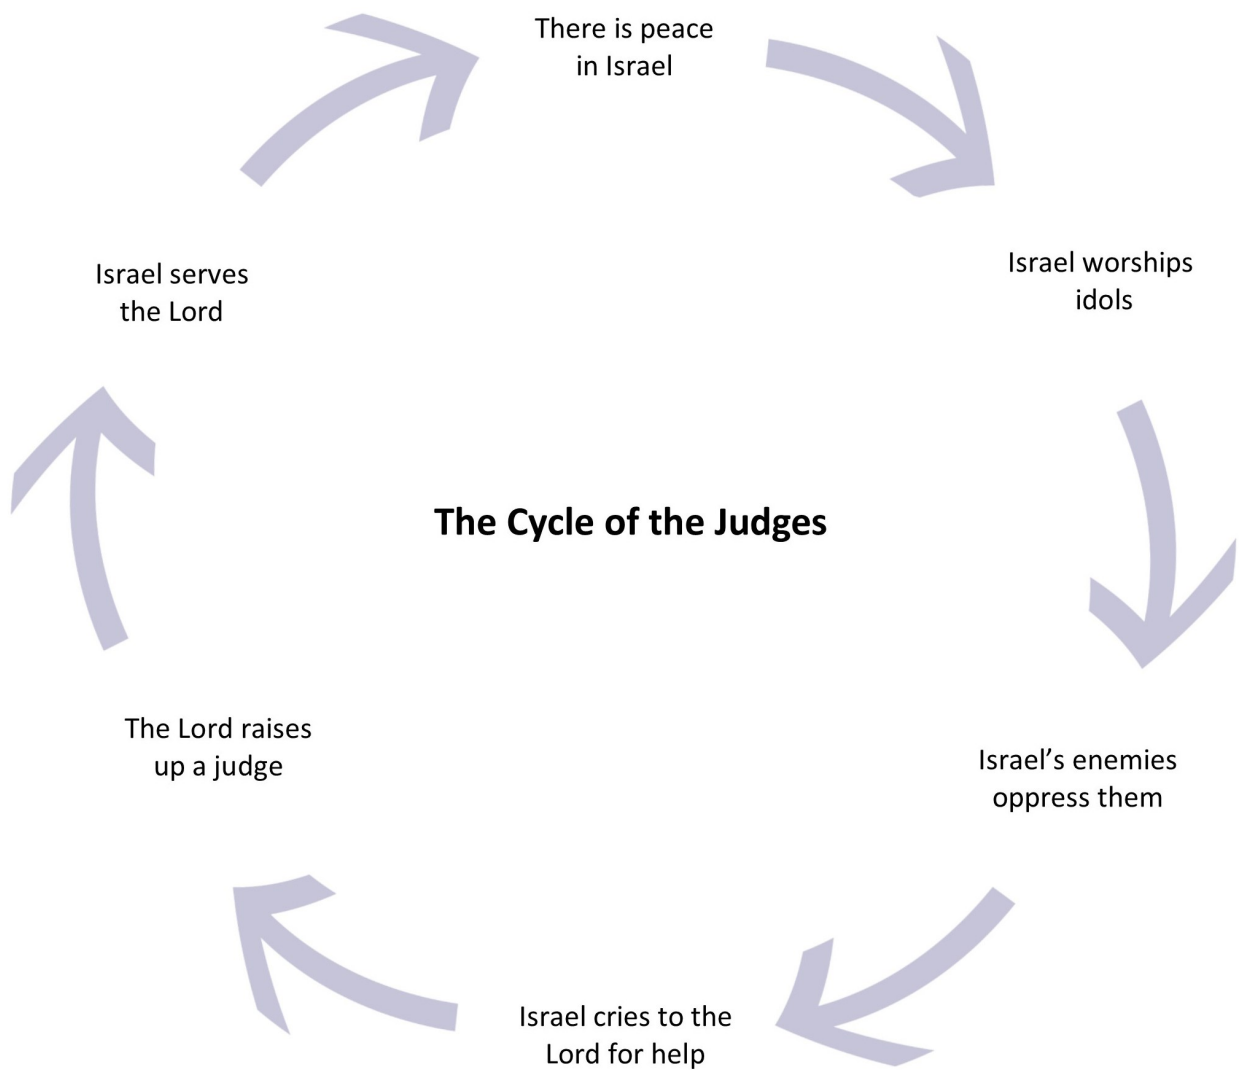 There is peace
in Israel
Israel worships
idols
Israel’s enemies
oppress them
Israel cries to the
Lord for help
The Lord raises
up a judge
Israel serves
the Lord
The Cycle of the Judges